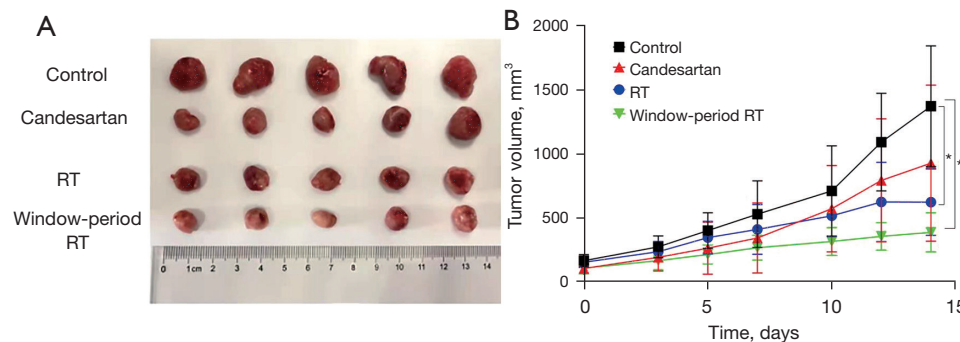 A
Control
Candesartan
RT
Window-period
RT
0 1cm 2 3 4 5 6 7 8 9 10 11 12 13 14
B
Tumor volume, mm³
2000
1500
1000
500
0
Control
Candesartan
RT
Window-period RT
* *
0 5 10 15
Time, days